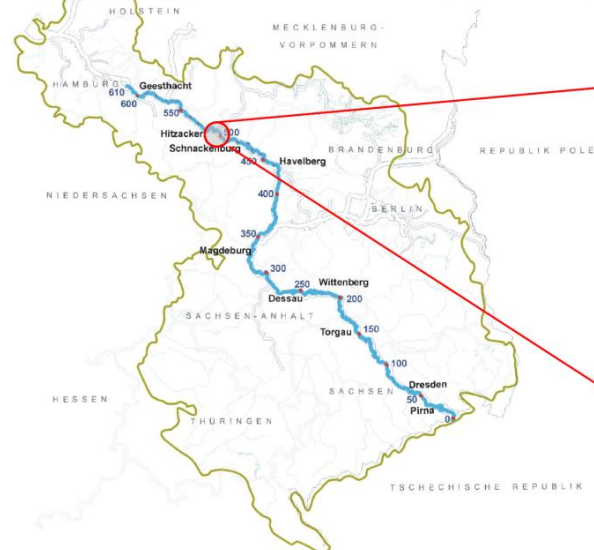 HOLSTEIN
MECKLENBURG-
VORPOMMERN
HAMBURG
Geesthacht
610
600
550
Hitzacker
500
Schnackenburg
450
Havelberg
BRANDENBURG
REPUBLIK POLE
NIEDERSACHSEN
400
BERLIN
350
Magdeburg
300
250
Wittenberg
Dessau
200
SACHSEN-ANHALT
Torgau
150
100
HESSEN
SACHSEN
Dresden
50
Pirna
0
THÜRINGEN
TSCHECHISCHE REPUBLIK